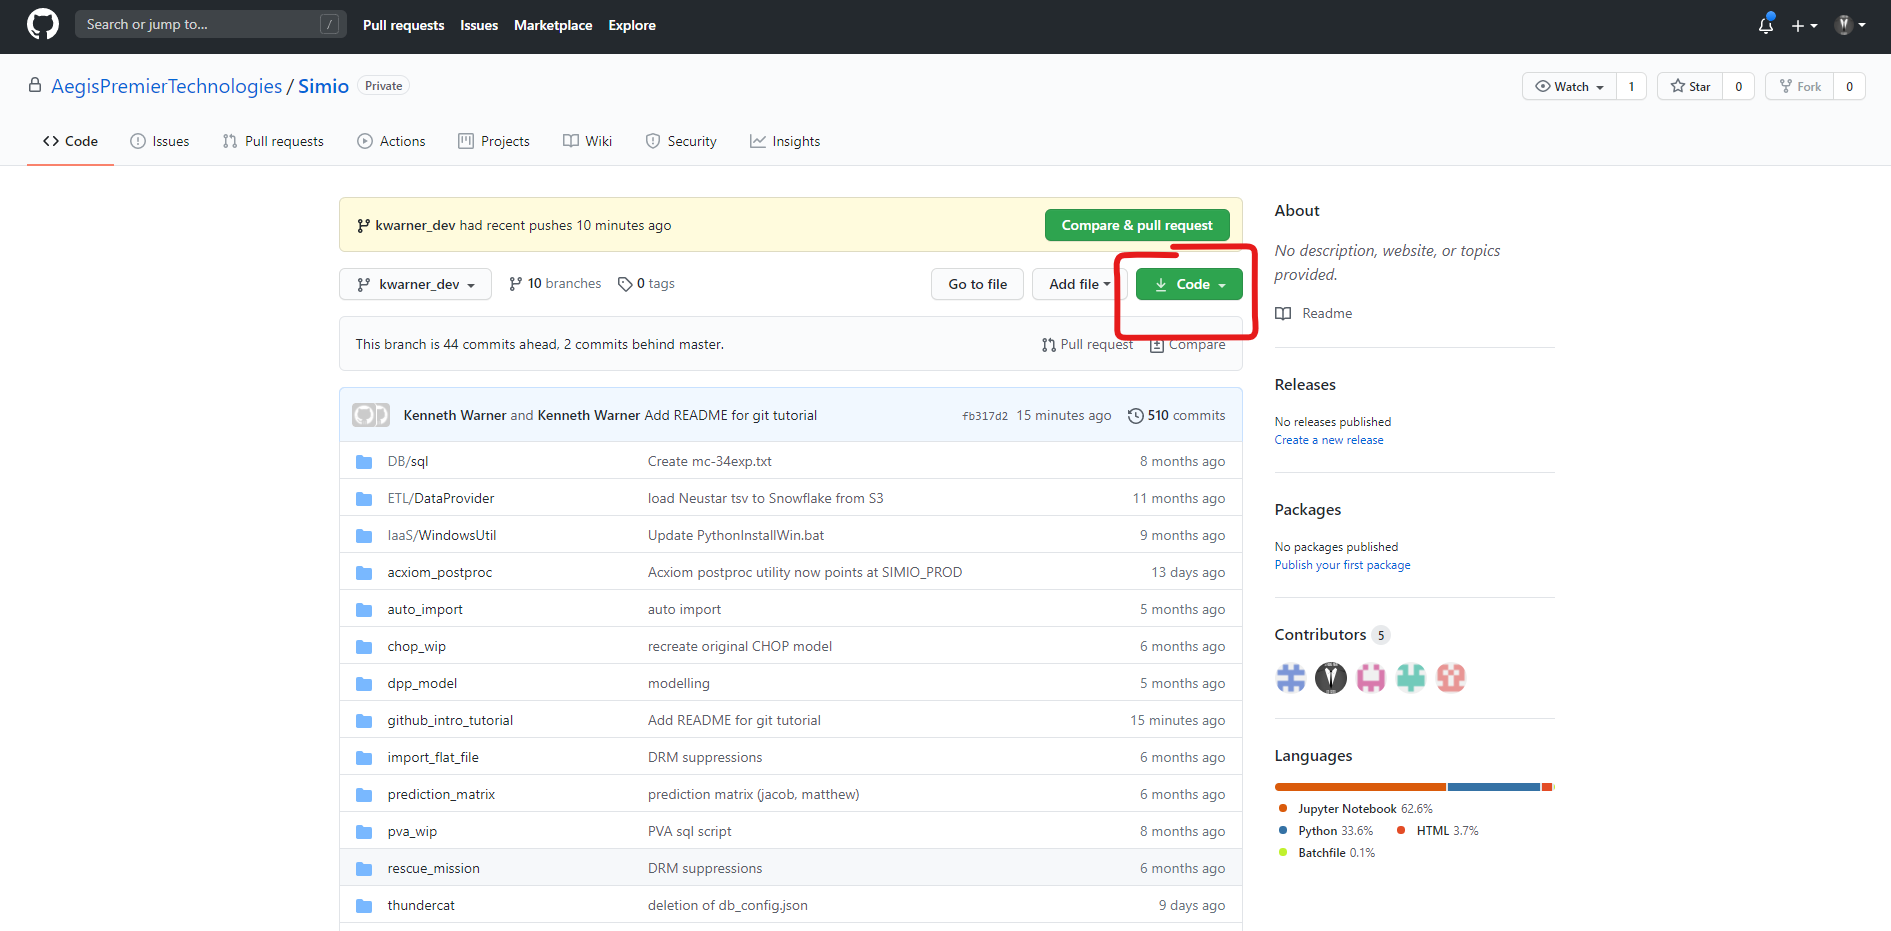 Search or jump to... /
Pull requests Issues Marketplace Explore
AegisPremierTechnologies / Simio Private
Watch 1 Star 0 Fork 0
Code Issues Pull requests Actions Projects Wiki Security Insights
kwarner_dev had recent pushes 10 minutes ago Compare & pull request
kwarner_dev 10 branches 0 tags Go to file Add file Code
This branch is 44 commits ahead, 2 commits behind master. Pull request Compare
Kenneth Warner and Kenneth Warner Add README for git tutorial fb317d2 15 minutes ago 510 commits
DB/sql Create mc-34exp.txt 8 months ago
ETL/DataProvider load Neustar tsv to Snowflake from S3 11 months ago
IaaS/WindowsUtil Update PythonInstallWin.bat 9 months ago
acxiom_postproc Acxiom postproc utility now points at SIMIO_PROD 13 days ago
auto_import auto import 5 months ago
chop_wip recreate original CHOP model 6 months ago
dpp_model modelling 5 months ago
github_intro_tutorial Add README for git tutorial 15 minutes ago
import_flat_file DRM suppressions 6 months ago
prediction_matrix prediction matrix (jacob, matthew) 6 months ago
pva_wip PVA sql script 8 months ago
rescue_mission DRM suppressions 6 months ago
thundercat deletion of db_config.json 9 days ago
About
No description, website, or topics
provided.
Readme
Releases
No releases published
Create a new release
Packages
No packages published
Publish your first package
Contributors 5
Languages
Jupyter Notebook 62.6%
Python 33.6% HTML 3.7%
Batchfile 0.1%